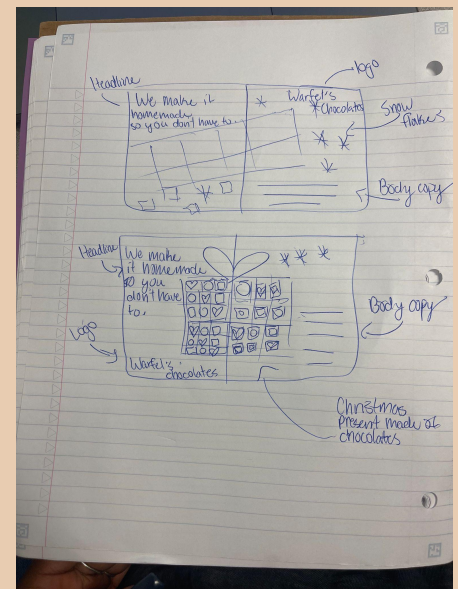 Headline
We make it
homemade
so you don't have to..
logo
Warfel's
Chocolates
Snow
flakes
Body copy
Headline
We make
it homemade
so you
don't have
to.
Body copy
Logo
Warfel's
chocolates
Christmas
Present made of
chocolates